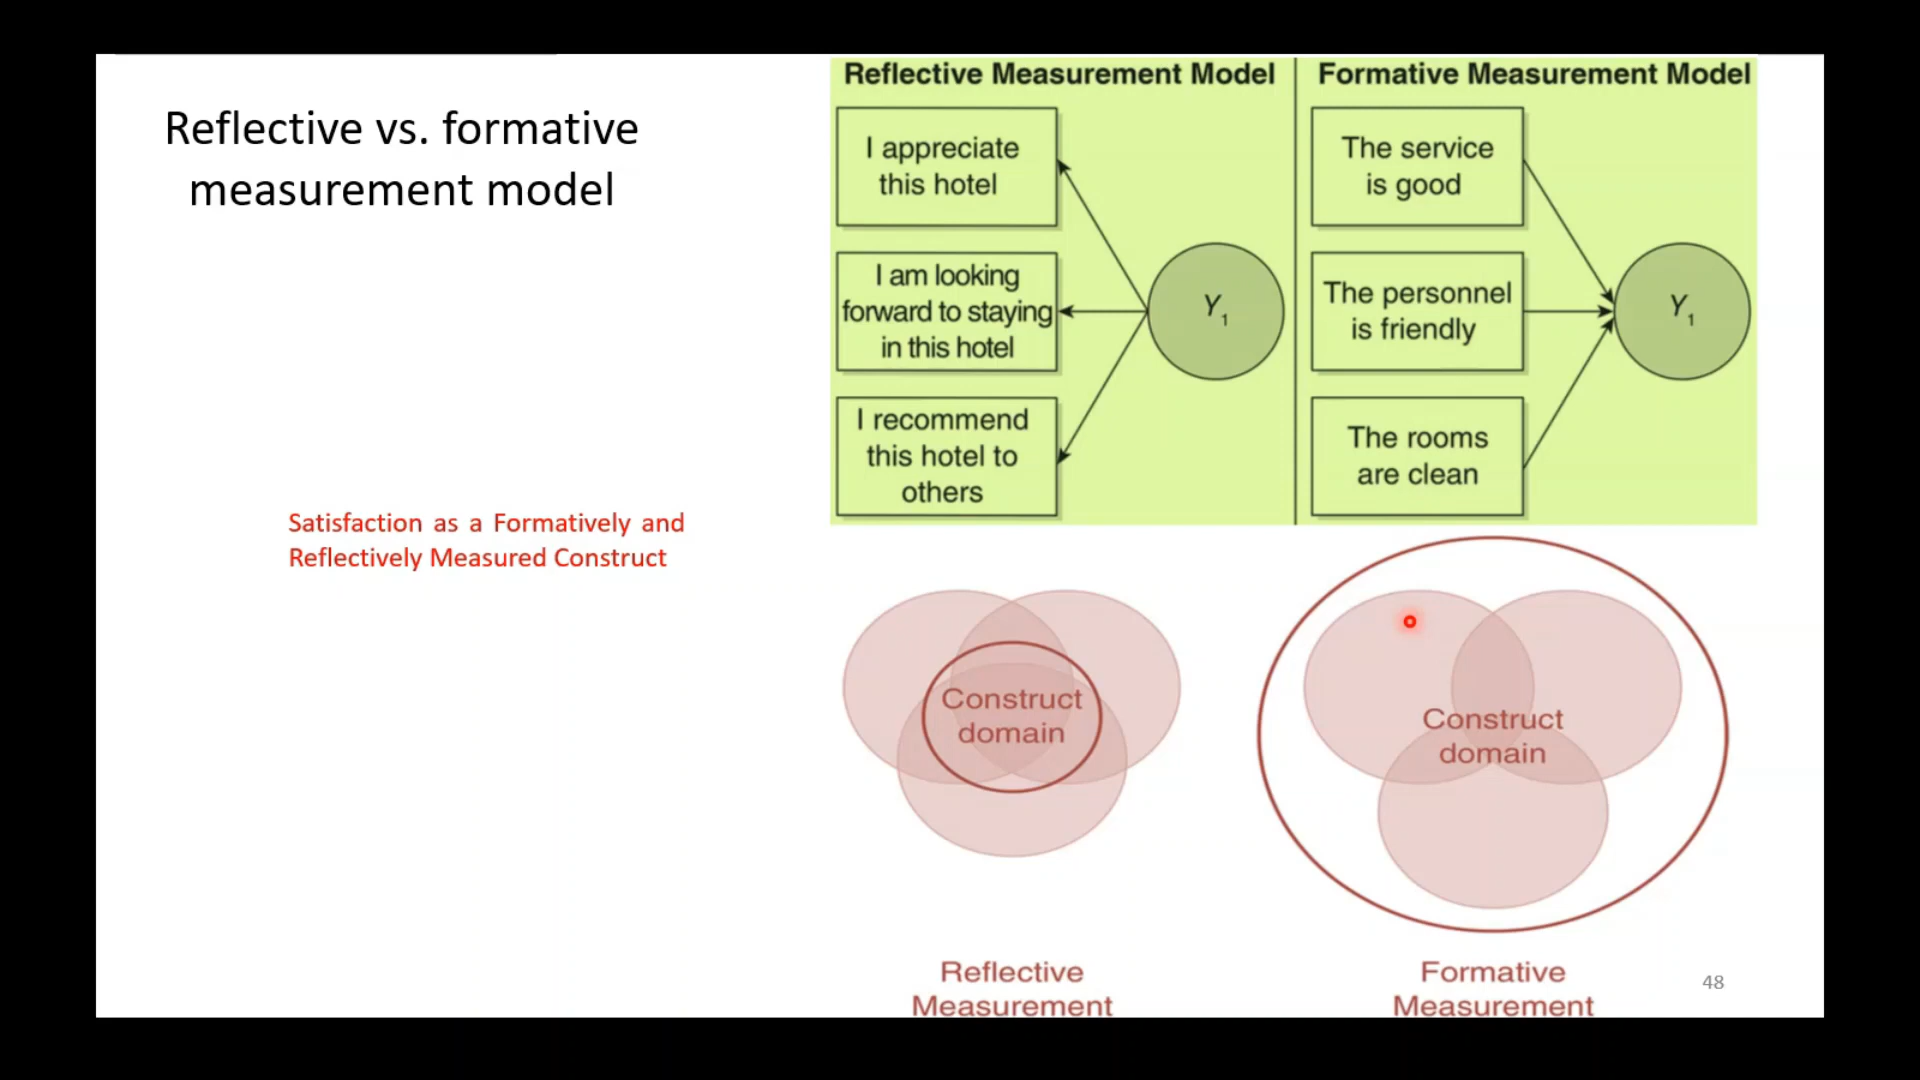 Reflective vs. formative
measurement model
Satisfaction as a Formatively and
Reflectively Measured Construct
Reflective Measurement Model
I appreciate
this hotel
I am looking
forward to staying
in this hotel
I recommend
this hotel to
others
Y1
Formative Measurement Model
The service
is good
The personnel
is friendly
The rooms
are clean
Y1
Construct
domain
Reflective
Measurement
Construct
domain
Formative
Measurement
48